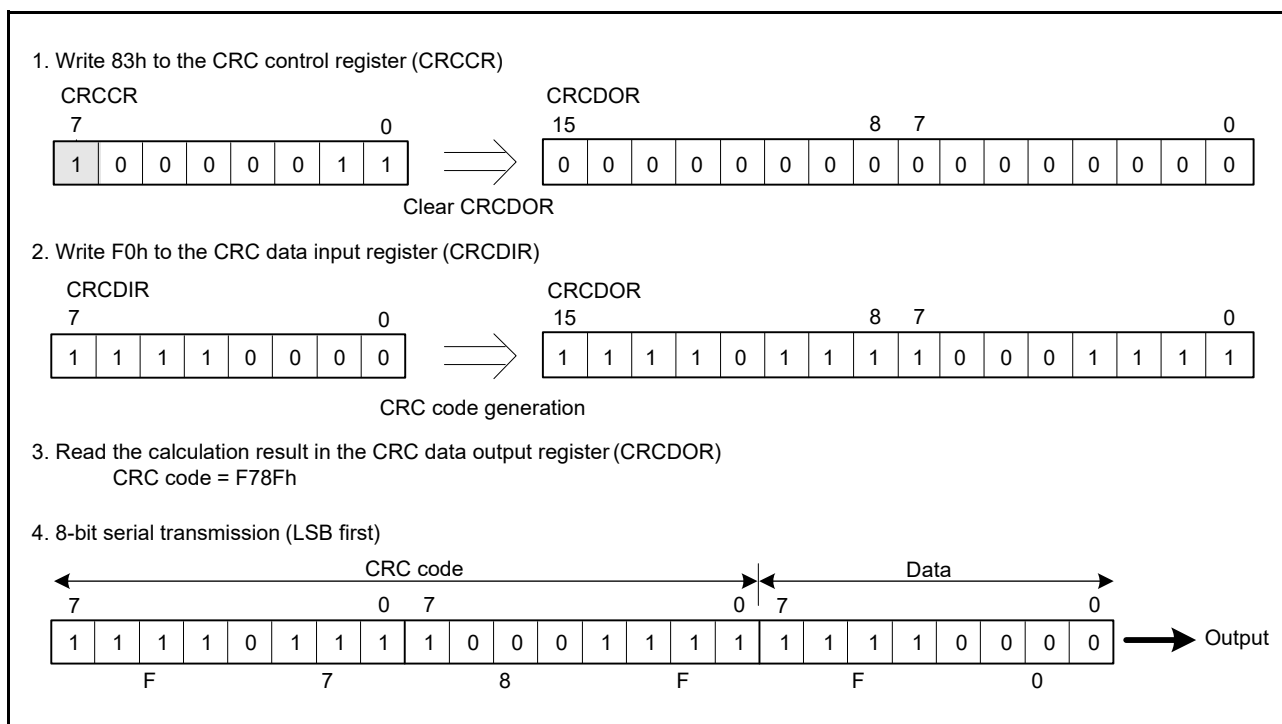 1. Write 83h to the CRC control register (CRCCR)
CRCCR CRCDOR
7 0 15 8 7 0
1 0 0 0 0 0 1 1 0 0 0 0 0 0 0 0 0 0 0 0 0 0 0 0
Clear CRCDOR
2. Write F0h to the CRC data input register (CRCDIR)
CRCDIR CRCDOR
7 0 15 8 7 0
1 1 1 1 0 0 0 0 1 1 1 1 0 1 1 1 1 0 0 0 1 1 1 1
CRC code generation
3. Read the calculation result in the CRC data output register (CRCDOR)
CRC code = F78Fh
4. 8-bit serial transmission (LSB first)
CRC code Data
7 0 7 0 7 0
1 1 1 1 0 1 1 1 1 0 0 0 1 1 1 1 1 1 1 1 0 0 0 0 Output
F 7 8 F F 0